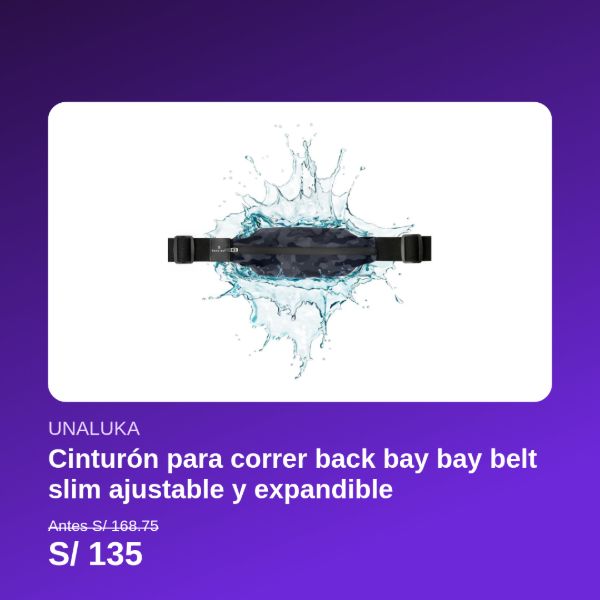 UNALUKA
Cinturón para correr back bay bay belt
slim ajustable y expandible
Antes S/ 168.75
S/ 135